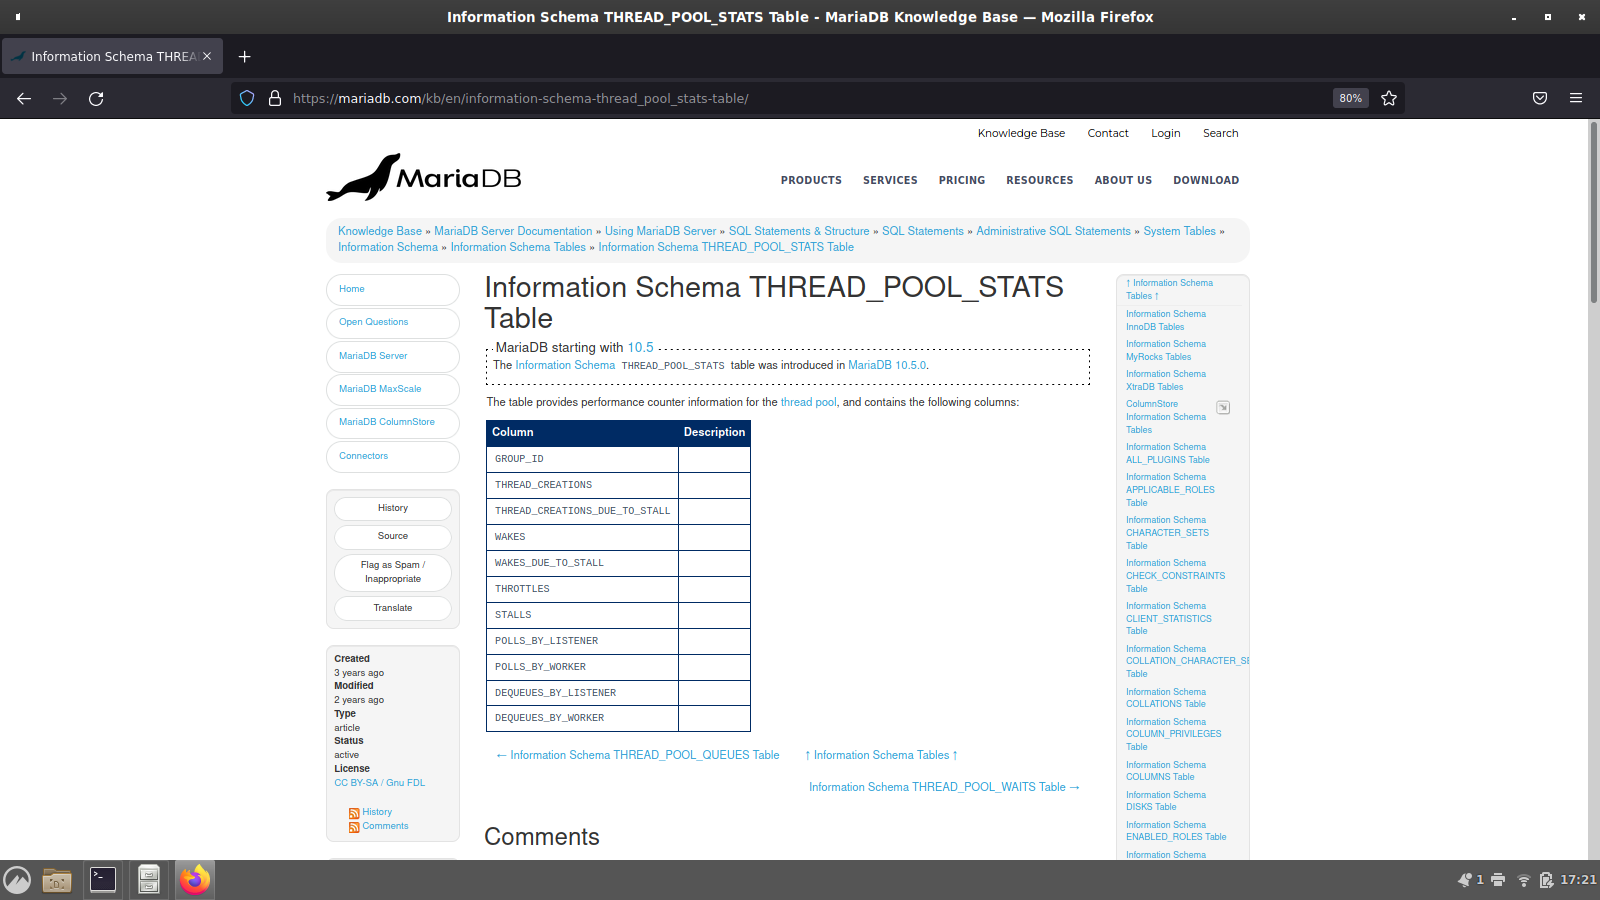 Information Schema THREAD_POOL_STATS Table - MariaDB Knowledge Base — Mozilla Firefox
Information Schema THREA
https://mariadb.com/kb/en/information-schema-thread_pool_stats-table/
80%
Knowledge Base Contact Login Search
MariaDB
PRODUCTS SERVICES PRICING RESOURCES ABOUT US DOWNLOAD
Knowledge Base » MariaDB Server Documentation » Using MariaDB Server » SQL Statements & Structure » SQL Statements » Administrative SQL Statements » System Tables »
Information Schema » Information Schema Tables » Information Schema THREAD_POOL_STATS Table
Home
Open Questions
MariaDB Server
MariaDB MaxScale
MariaDB ColumnStore
Connectors
History
Source
Flag as Spam /
Inappropriate
Translate
Created
3 years ago
Modified
2 years ago
Type
article
Status
active
License
CC BY-SA / Gnu FDL
History
Comments
Information Schema THREAD_POOL_STATS
Table
MariaDB starting with 10.5
The Information Schema THREAD_POOL_STATS table was introduced in MariaDB 10.5.0.
The table provides performance counter information for the thread pool, and contains the following columns:
Column Description
GROUP_ID
THREAD_CREATIONS
THREAD_CREATIONS_DUE_TO_STALL
WAKES
WAKES_DUE_TO_STALL
THROTTLES
STALLS
POLLS_BY_LISTENER
POLLS_BY_WORKER
DEQUEUES_BY_LISTENER
DEQUEUES_BY_WORKER
← Information Schema THREAD_POOL_QUEUES Table ↑ Information Schema Tables ↑
Information Schema THREAD_POOL_WAITS Table →
Comments
↑ Information Schema
Tables ↑
Information Schema
InnoDB Tables
Information Schema
MyRocks Tables
Information Schema
XtraDB Tables
ColumnStore
Information Schema
Tables
Information Schema
ALL_PLUGINS Table
Information Schema
APPLICABLE_ROLES
Table
Information Schema
CHARACTER_SETS
Table
Information Schema
CHECK_CONSTRAINTS
Table
Information Schema
CLIENT_STATISTICS
Table
Information Schema
COLLATION_CHARACTER_SE
Table
Information Schema
COLLATIONS Table
Information Schema
COLUMN_PRIVILEGES
Table
Information Schema
COLUMNS Table
Information Schema
DISKS Table
Information Schema
ENABLED_ROLES Table
Information Schema
1 17:21